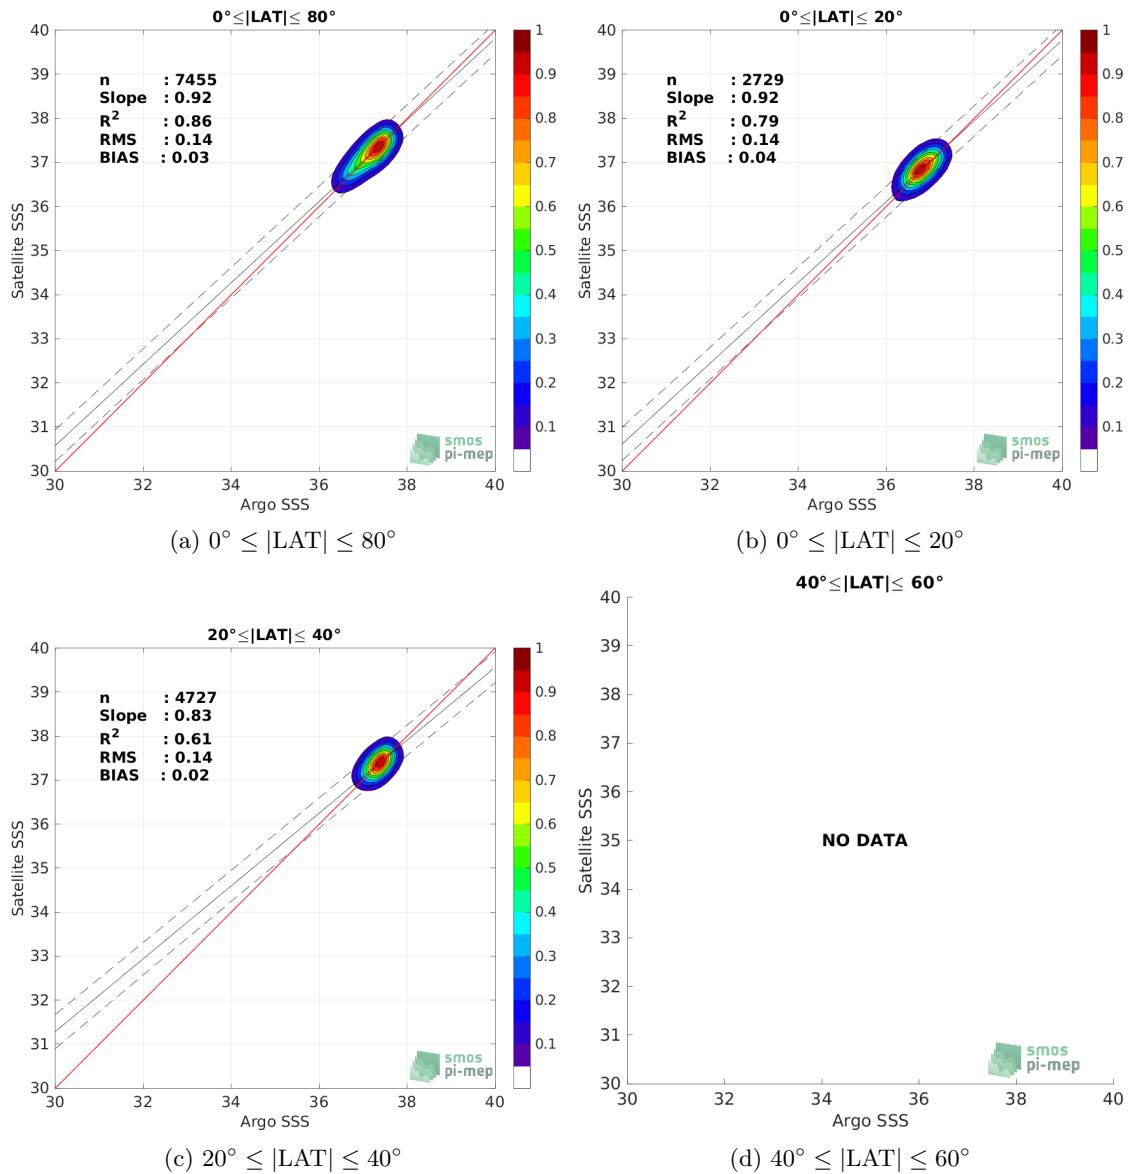 0°≤|LAT|≤ 80°
40
39
38
37
36
35
34
33
32
31
30
Satellite SSS
n : 7455
Slope : 0.92
R² : 0.86
RMS : 0.14
BIAS : 0.03
smos
pi-mep
30 32 34 36 38 40
Argo SSS
1
0.9
0.8
0.7
0.6
0.5
0.4
0.3
0.2
0.1
(a) 0° ≤ |LAT| ≤ 80°
0°≤|LAT|≤ 20°
40
39
38
37
36
35
34
33
32
31
30
Satellite SSS
n : 2729
Slope : 0.92
R² : 0.79
RMS : 0.14
BIAS : 0.04
smos
pi-mep
30 32 34 36 38 40
Argo SSS
1
0.9
0.8
0.7
0.6
0.5
0.4
0.3
0.2
0.1
(b) 0° ≤ |LAT| ≤ 20°
20°≤|LAT|≤ 40°
40
39
38
37
36
35
34
33
32
31
30
Satellite SSS
n : 4727
Slope : 0.83
R² : 0.61
RMS : 0.14
BIAS : 0.02
smos
pi-mep
30 32 34 36 38 40
Argo SSS
1
0.9
0.8
0.7
0.6
0.5
0.4
0.3
0.2
0.1
(c) 20° ≤ |LAT| ≤ 40°
40°≤|LAT|≤ 60°
40
39
38
37
36
35
34
33
32
31
30
Satellite SSS
NO DATA
smos
pi-mep
30 32 34 36 38 40
Argo SSS
(d) 40° ≤ |LAT| ≤ 60°